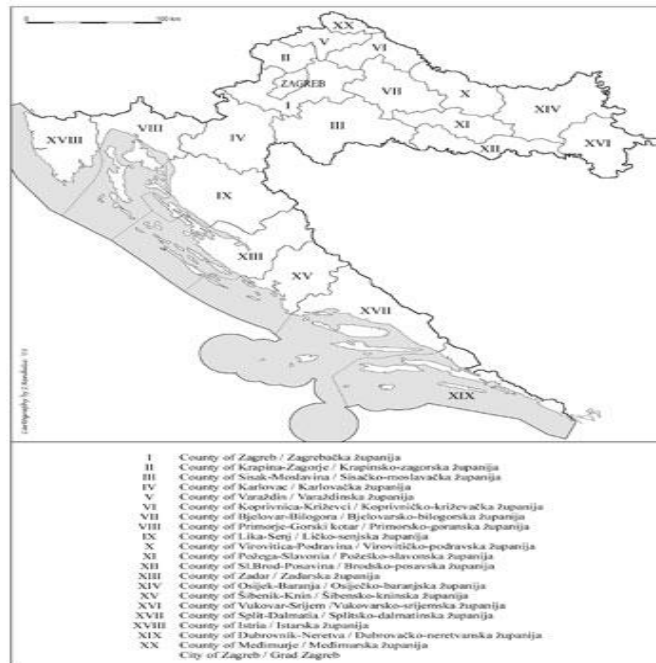 0 100 km
XX
V
VI
II
ZAGREB
VII
X
XIV
I
III
XI
XVI
XII
VIII
XVIII
IV
IX
XIII
XV
XVII
XIX
I County of Zagreb / Zagrebačka županija
II County of Krapina-Zagorje / Krapinsko-zagorska županija
III County of Sisak-Moslavina / Sisačko-moslavačka županija
IV County of Karlovac / Karlovačka županija
V County of Varaždin / Varaždinska županija
VI County of Koprivnica-Križevci / Koprivničko-križevačka županija
VII County of Bjelovar-Bilogora / Bjelovarsko-bilogorska županija
VIII County of Primorje-Gorski kotar / Primorsko-goranska županija
IX County of Lika-Senj / Ličko-senjska županija
X County of Virovitica-Podravina / Virovitičko-podravska županija
XI County of Požega-Slavonia / Požeško-slavonska županija
XII County of Sl.Brod-Posavina / Brodsko-posavska županija
XIII County of Zadar / Zadarska županija
XIV County of Osijek-Baranja / Osiječko-baranjska županija
XV County of Šibenik-Knin / Šibensko-kninska županija
XVI County of Vukovar-Srijem /Vukovarsko-srijemska županija
XVII County of Split-Dalmatia / Splitsko-dalmatinska županija
XVIII County of Istria / Istarska županija
XIX County of Dubrovnik-Neretva / Dubrovačko-neretvanska županija
XX County of Međimurje / Međimurska županija
City of Zagreb / Grad Zagreb